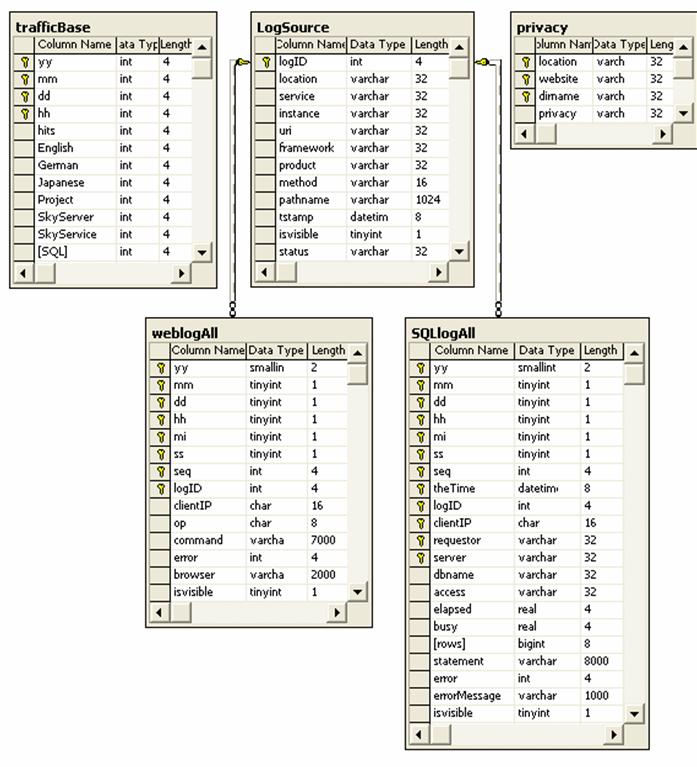 trafficBase
Column Name ata Typ Length
yy int 4
mm int 4
dd int 4
hh int 4
hits int 4
English int 4
German int 4
Japanese int 4
Project int 4
SkyServer int 4
SkyService int 4
[SQL] int 4
LogSource
Column Name Data Type Length
logID int 4
location varchar 32
service varchar 32
instance varchar 32
uri varchar 32
framework varchar 32
product varchar 32
method varchar 16
pathname varchar 1024
tstamp datetim 8
isvisible tinyint 1
status varchar 32
privacy
olumn Nam Data Type Leng
location varch 32
website varch 32
dirname varch 32
privacy varch 32
weblogAll
Column Name Data Type Length
yy smallin 2
mm tinyint 1
dd tinyint 1
hh tinyint 1
mi tinyint 1
ss tinyint 1
seq int 4
logID int 4
clientIP char 16
op char 8
command varcha 7000
error int 4
browser varcha 2000
isvisible tinyint 1
SQLlogAll
Column Name Data Type Length
yy smallint 2
mm tinyint 1
dd tinyint 1
hh tinyint 1
mi tinyint 1
ss tinyint 1
seq int 4
theTime datetime 8
logID int 4
clientIP char 16
requestor varchar 32
server varchar 32
dbname varchar 32
access varchar 32
elapsed real 4
busy real 4
[rows] bigint 8
statement varchar 8000
error int 4
errorMessage varchar 1000
isvisible tinyint 1